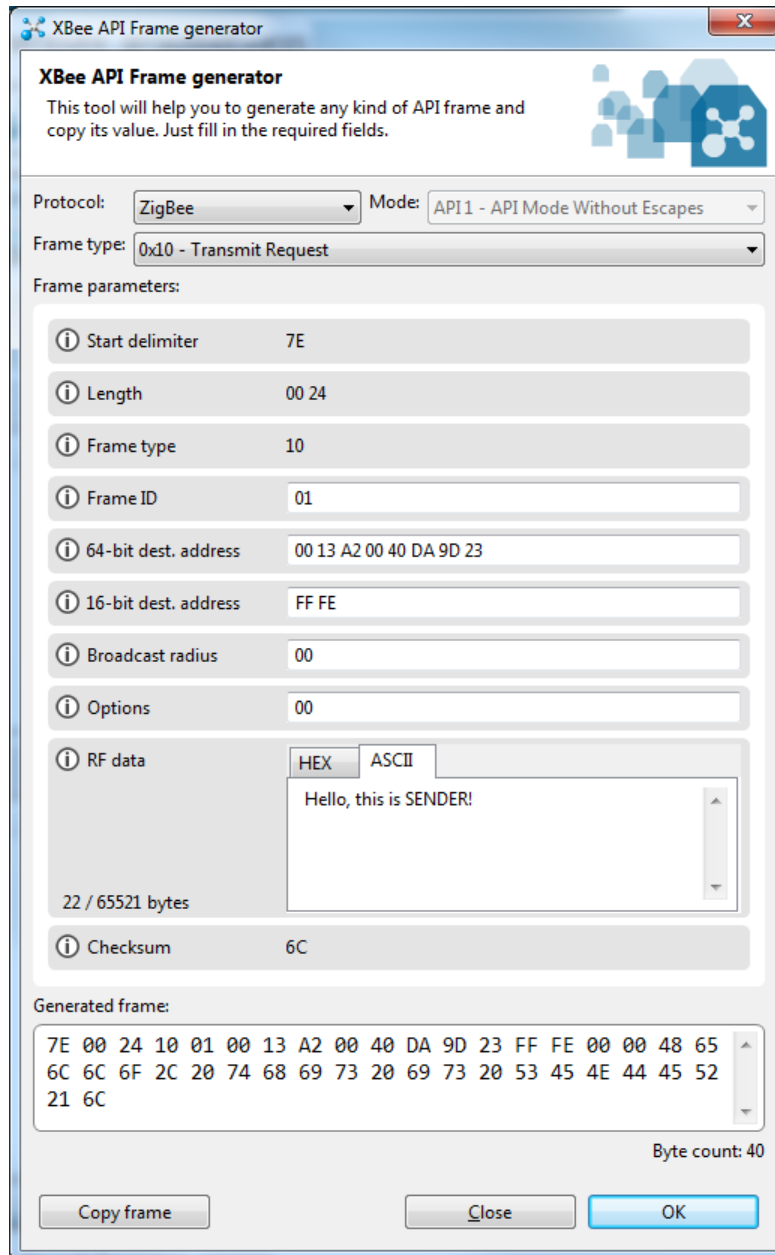 XBee API Frame generator
XBee API Frame generator
This tool will help you to generate any kind of API frame and
copy its value. Just fill in the required fields.
Protocol: ZigBee Mode: API 1 - API Mode Without Escapes
Frame type: 0x10 - Transmit Request
Frame parameters:
Start delimiter 7E
Length 00 24
Frame type 10
Frame ID 01
64-bit dest. address 00 13 A2 00 40 DA 9D 23
16-bit dest. address FF FE
Broadcast radius 00
Options 00
RF data HEX ASCII
Hello, this is SENDER!
22 / 65521 bytes
Checksum 6C
Generated frame:
7E 00 24 10 01 00 13 A2 00 40 DA 9D 23 FF FE 00 00 48 65
6C 6C 6F 2C 20 74 68 69 73 20 69 73 20 53 45 4E 44 45 52
21 6C
Byte count: 40
Copy frame Close OK